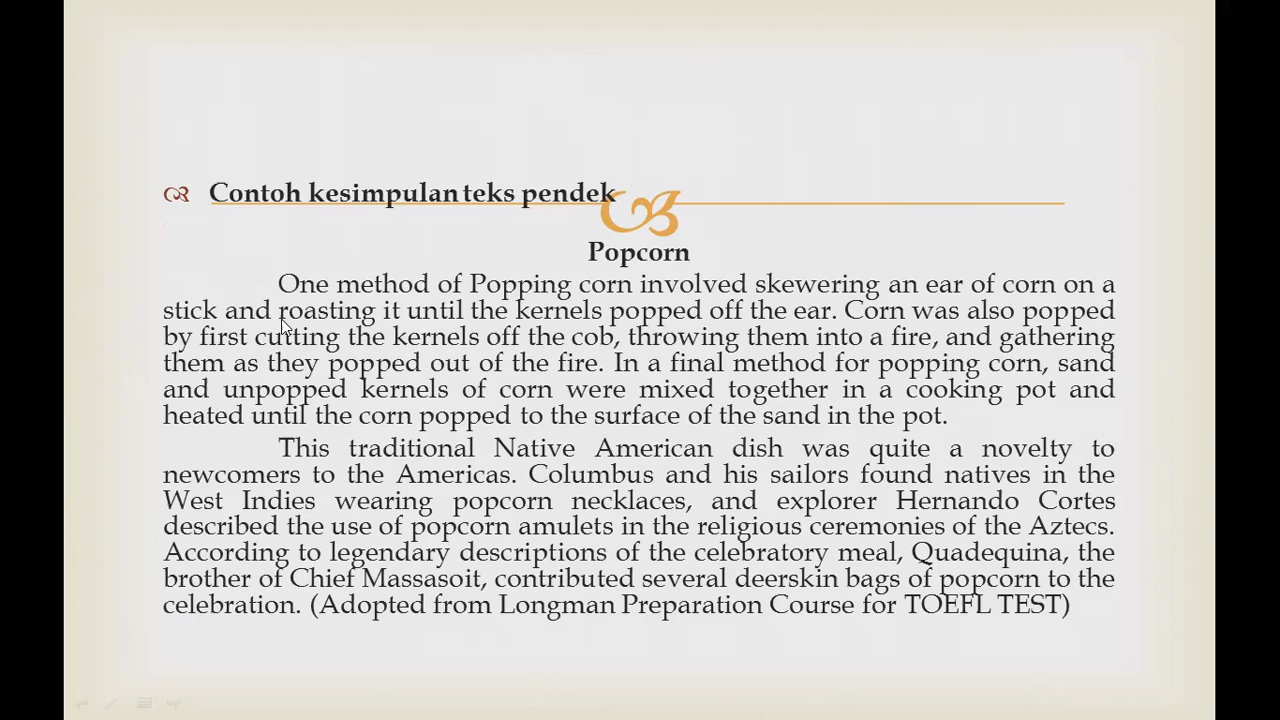 Contoh kesimpulan teks pendek
Popcorn
One method of Popping corn involved skewering an ear of corn on a
stick and roasting it until the kernels popped off the ear. Corn was also popped
by first cutting the kernels off the cob, throwing them into a fire, and gathering
them as they popped out of the fire. In a final method for popping corn, sand
and unpopped kernels of corn were mixed together in a cooking pot and
heated until the corn popped to the surface of the sand in the pot.
This traditional Native American dish was quite a novelty to
newcomers to the Americas. Columbus and his sailors found natives in the
West Indies wearing popcorn necklaces, and explorer Hernando Cortes
described the use of popcorn amulets in the religious ceremonies of the Aztecs.
According to legendary descriptions of the celebratory meal, Quadequina, the
brother of Chief Massasoit, contributed several deerskin bags of popcorn to the
celebration. (Adopted from Longman Preparation Course for TOEFL TEST)